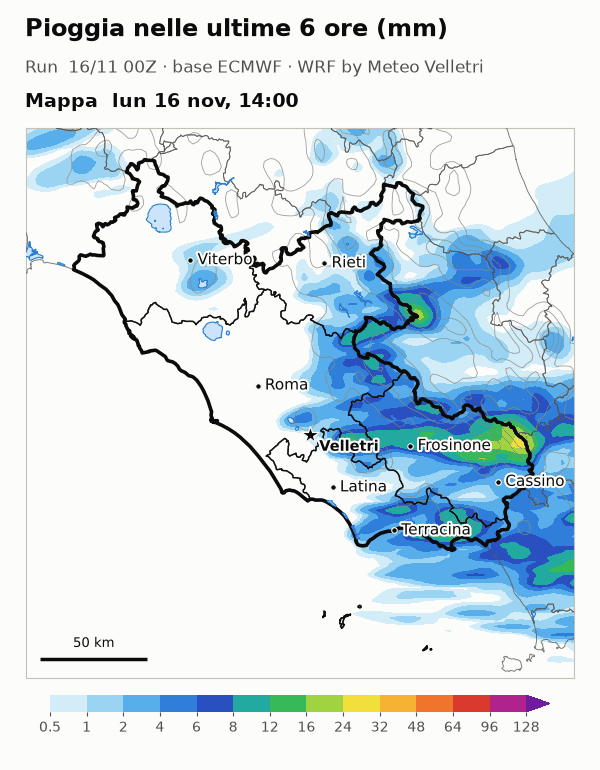 Pioggia nelle ultime 6 ore (mm)
Run  16/11 00Z · base ECMWF · WRF by Meteo Velletri
Mappa  lun 16 nov, 14:00
Viterbo
Rieti
Roma
Velletri
Frosinone
Cassino
Latina
Terracina
50 km
0.5 1 2 4 6 8 12 16 24 32 48 64 96 128